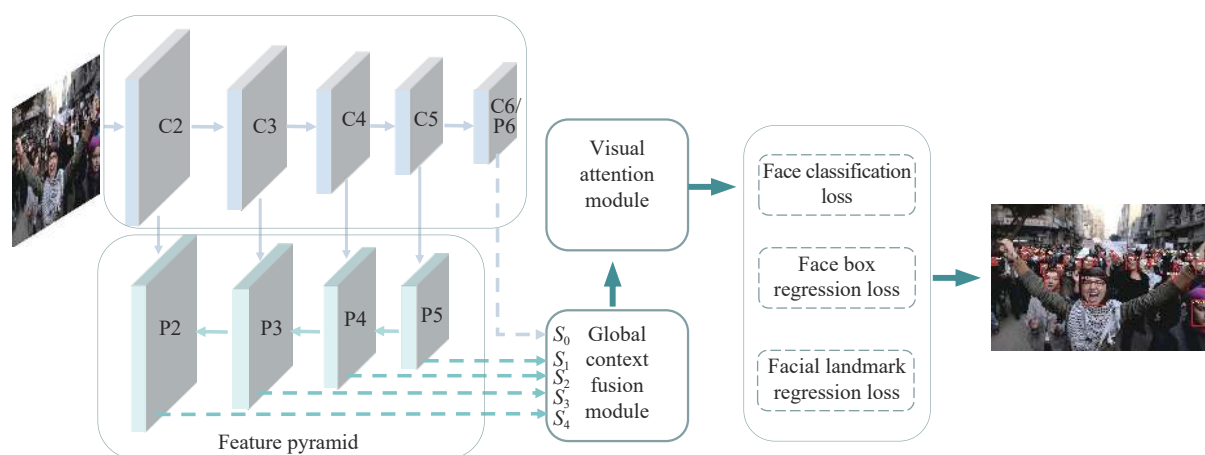 C2
C3
C4
C5
C6/
P6
P2
P3
P4
P5
Feature pyramid
S0
S1
S2
S3
S4
Global
context
fusion
module
Visual
attention
module
Face classification
loss
Face box
regression loss
Facial landmark
regression loss